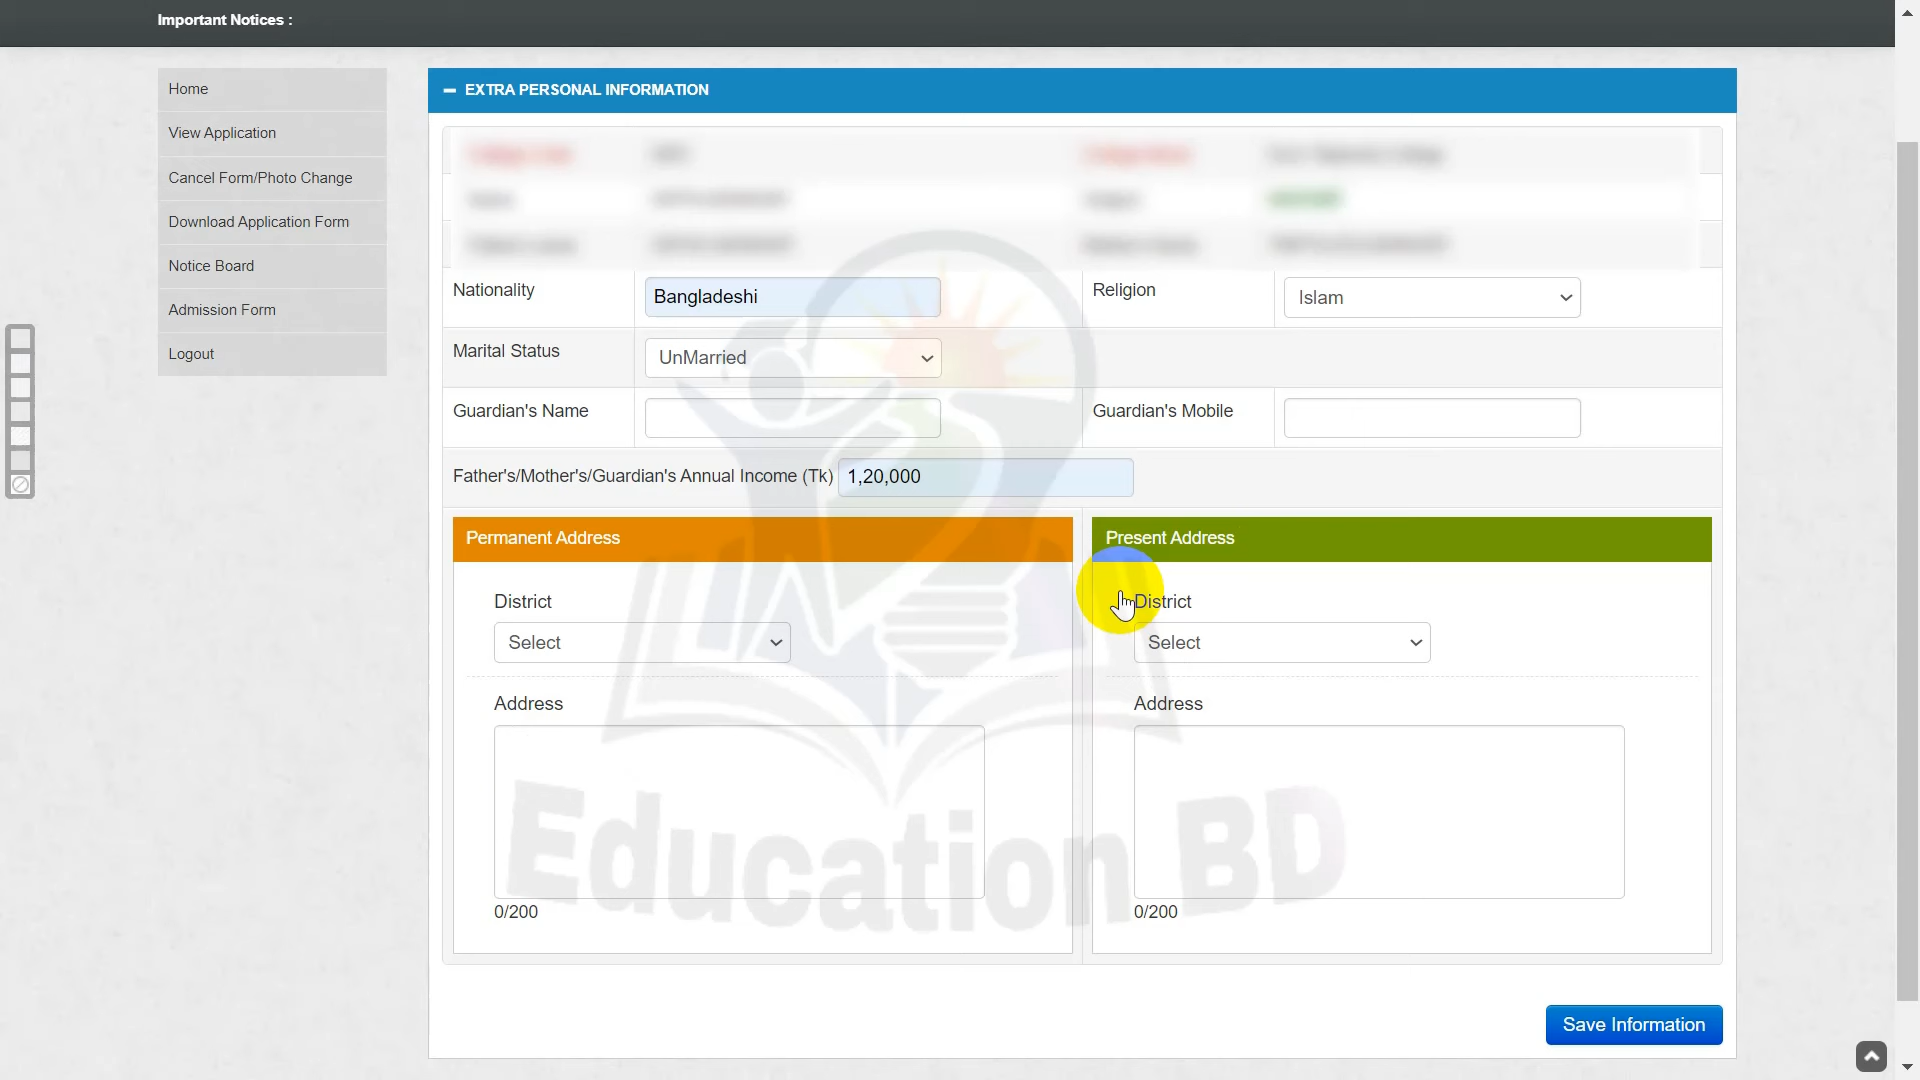 Important Notices :
Home
View Application
Cancel Form/Photo Change
Download Application Form
Notice Board
Admission Form
Logout
EXTRA PERSONAL INFORMATION
Nationality
Bangladeshi
Religion
Islam
Marital Status
UnMarried
Guardian's Name
Guardian's Mobile
Father's/Mother's/Guardian's Annual Income (Tk)
1,20,000
Permanent Address
District
Select
Address
0/200
Present Address
District
Select
Address
0/200
Education BD
Save Information